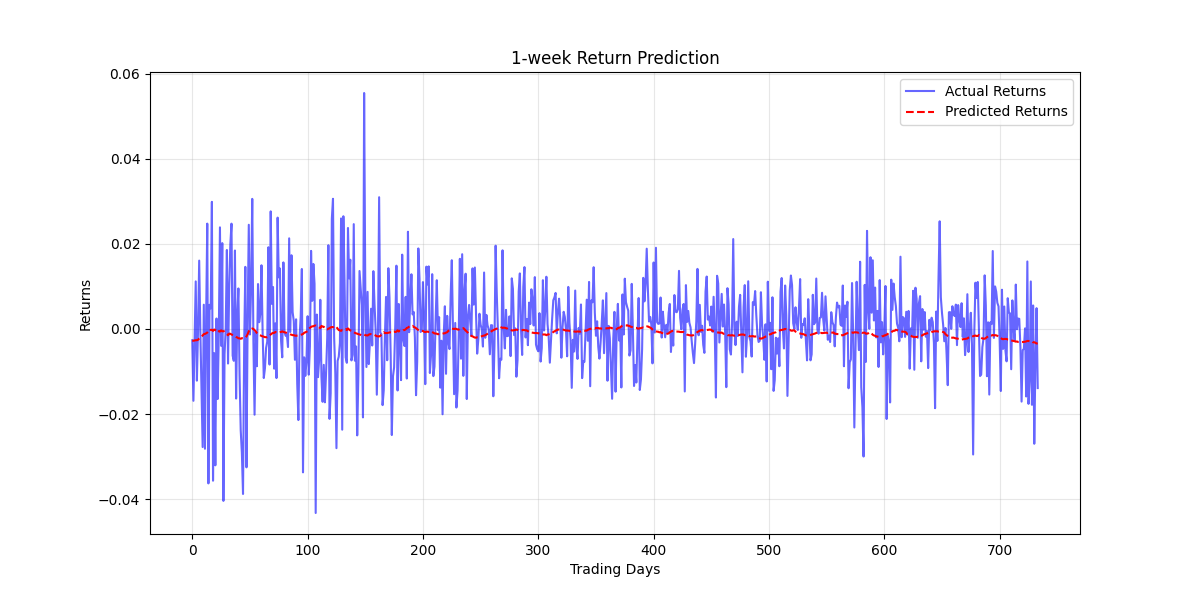 1-week Return Prediction
Actual Returns
Predicted Returns
0.06
0.04
0.02
0.00
−0.02
−0.04
Returns
0 100 200 300 400 500 600 700
Trading Days